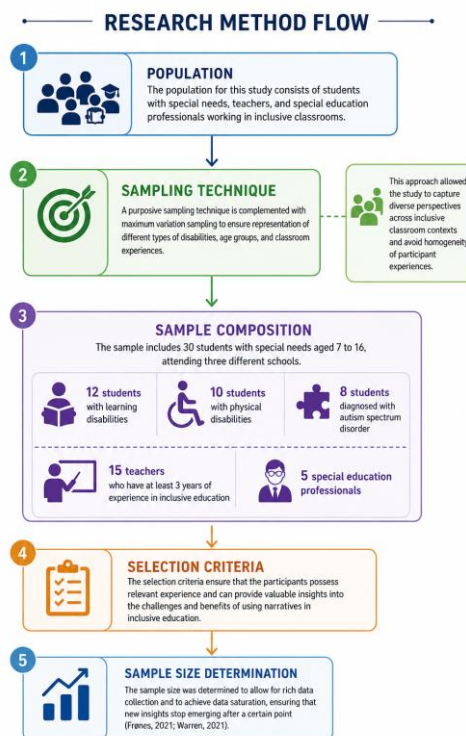 RESEARCH METHOD FLOW
1
POPULATION
The population for this study consists of students
with special needs, teachers, and special education
professionals working in inclusive classrooms.
2
SAMPLING TECHNIQUE
A purposive sampling technique is complemented with
maximum variation sampling to ensure representation of
different types of disabilities, age groups, and classroom
experiences.
This approach allowed
the study to capture
diverse perspectives
across inclusive
classroom contexts
and avoid homogeneity
of participant
experiences.
3
SAMPLE COMPOSITION
The sample includes 30 students with special needs aged 7 to 16,
attending three different schools.
12 students
with learning
disabilities
10 students
with physical
disabilities
8 students
diagnosed with
autism spectrum
disorder
15 teachers
who have at least 3 years of
experience in inclusive education
5 special education
professionals
4
SELECTION CRITERIA
The selection criteria ensure that the participants possess
relevant experience and can provide valuable insights into
the challenges and benefits of using narratives in
inclusive education.
5
SAMPLE SIZE DETERMINATION
The sample size was determined to allow for rich data
collection and to achieve data saturation, ensuring that
new insights stop emerging after a certain point
(Frønes, 2021; Warren, 2021).